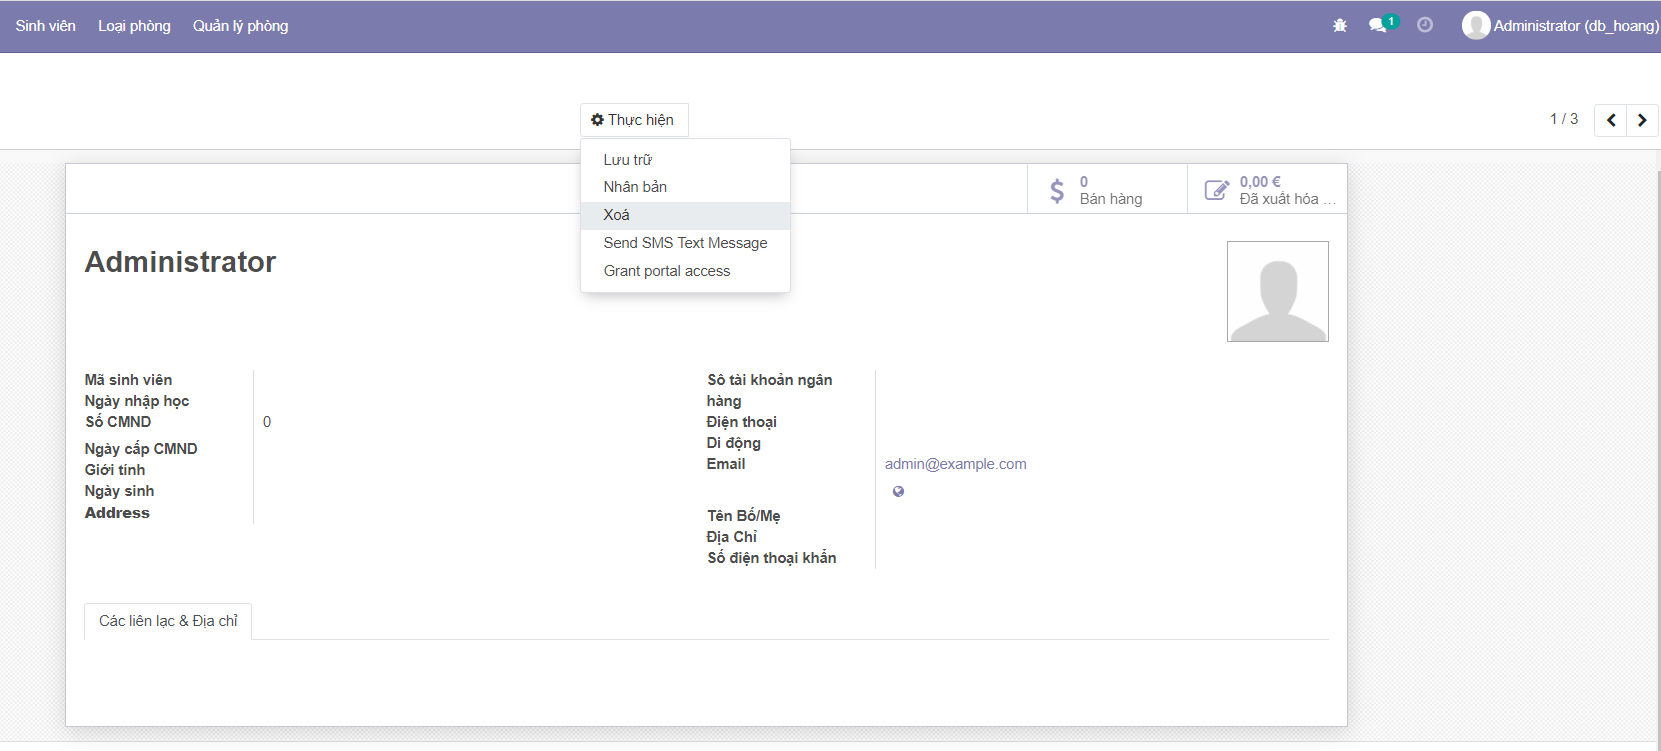 Sinh viên Loại phòng Quản lý phòng 1 Administrator (db_hoang)
Thực hiện
1 / 3
Lưu trữ
Nhân bản
Xoá
Send SMS Text Message
Grant portal access
0
Bán hàng
0,00 €
Đã xuất hóa ...
Administrator
Mã sinh viên
Ngày nhập học
Số CMND 0
Ngày cấp CMND
Giới tính
Ngày sinh
Address
Sô tài khoản ngân
hàng
Điện thoại
Di động
Email admin@example.com
Tên Bố/Mẹ
Địa Chỉ
Số điện thoại khẩn
Các liên lạc & Địa chỉ